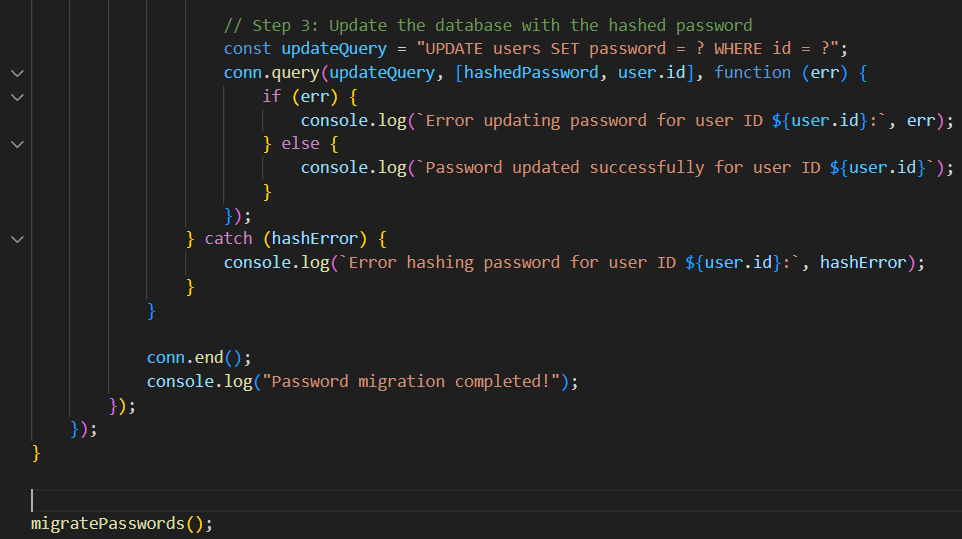 // Step 3: Update the database with the hashed password
const updateQuery = "UPDATE users SET password = ? WHERE id = ?";
conn.query(updateQuery, [hashedPassword, user.id], function (err) {
if (err) {
console.log(`Error updating password for user ID ${user.id}:`, err);
} else {
console.log(`Password updated successfully for user ID ${user.id}`);
}
});
} catch (hashError) {
console.log(`Error hashing password for user ID ${user.id}:`, hashError);
}
}
conn.end();
console.log("Password migration completed!");
});
});
}
migratePasswords();